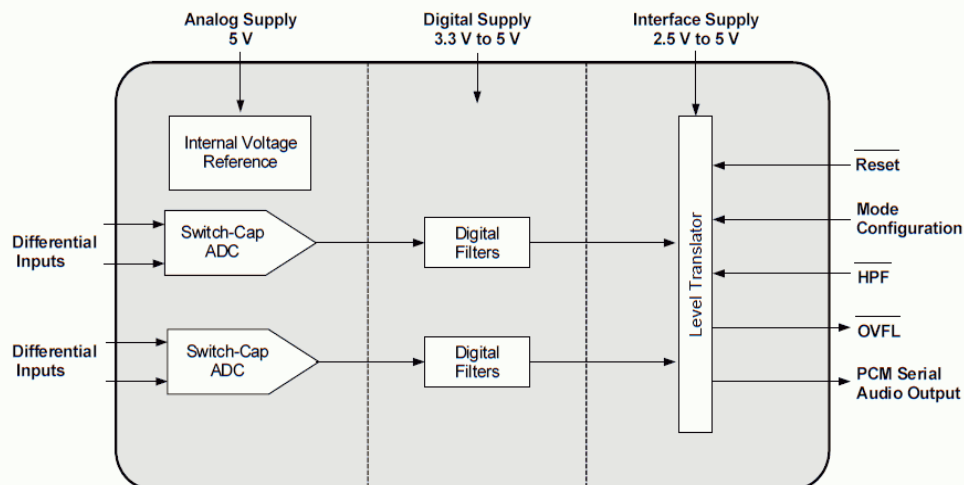 Analog Supply
5 V
Digital Supply
3.3 V to 5 V
Interface Supply
2.5 V to 5 V
Internal Voltage
Reference
Differential
Inputs
Switch-Cap
ADC
Digital
Filters
Level Translator
Reset
Mode
Configuration
HPF
Differential
Inputs
Switch-Cap
ADC
Digital
Filters
OVFL
PCM Serial
Audio Output